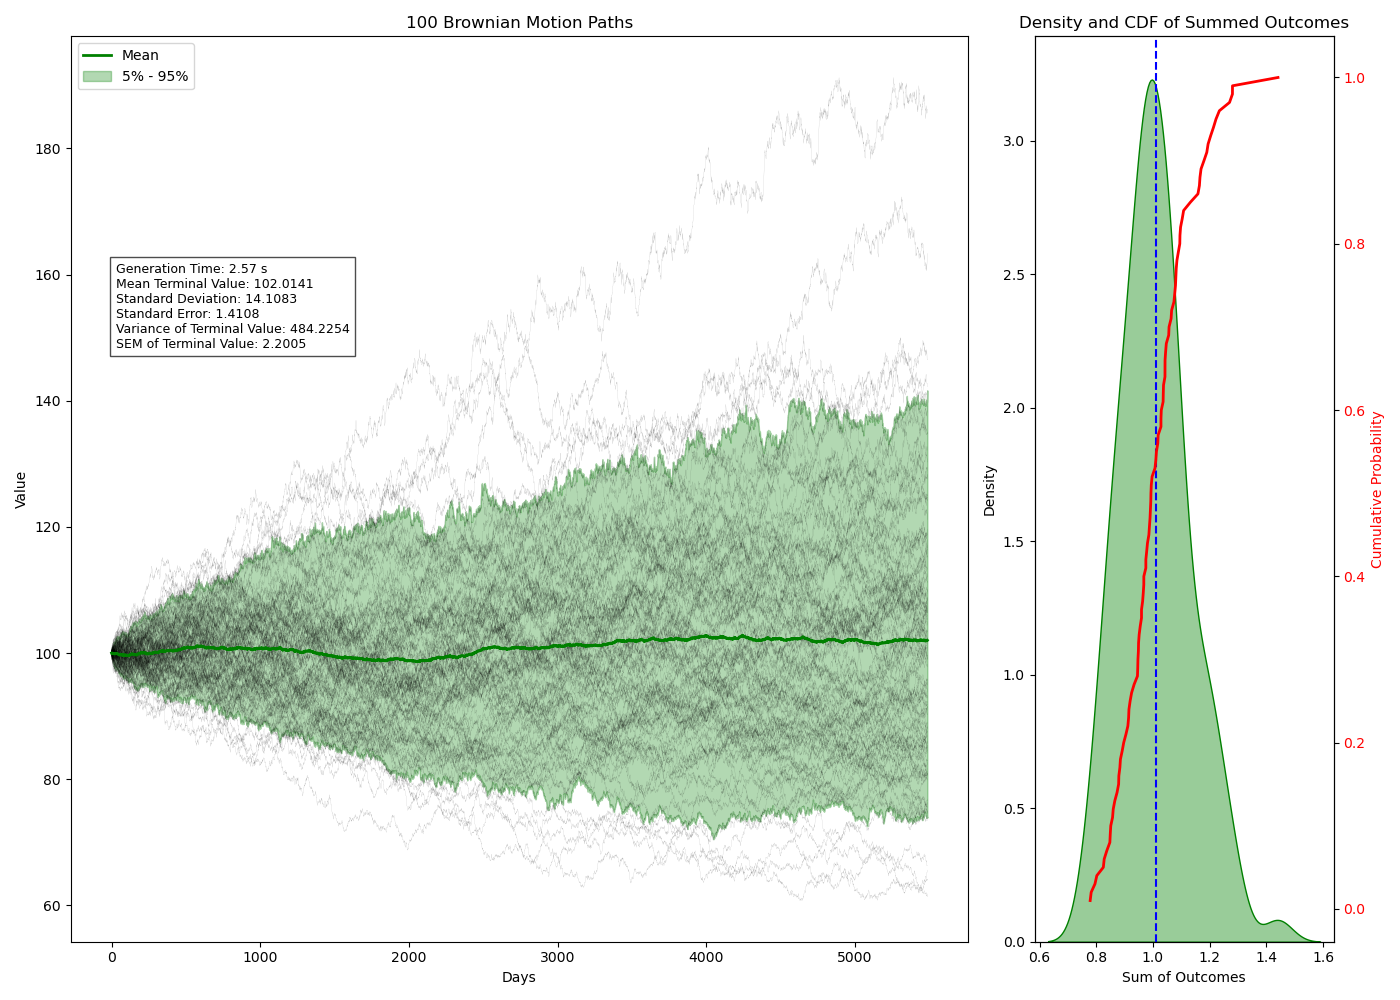 100 Brownian Motion Paths
Mean
5% - 95%
Generation Time: 2.57 s
Mean Terminal Value: 102.0141
Standard Deviation: 14.1083
Standard Error: 1.4108
Variance of Terminal Value: 484.2254
SEM of Terminal Value: 2.2005
Value
180
160
140
120
100
80
60
0 1000 2000 3000 4000 5000
Days
Density and CDF of Summed Outcomes
Density
3.0
2.5
2.0
1.5
1.0
0.5
0.0
0.6 0.8 1.0 1.2 1.4 1.6
Sum of Outcomes
1.0
0.8
0.6
0.4
0.2
0.0
Cumulative Probability